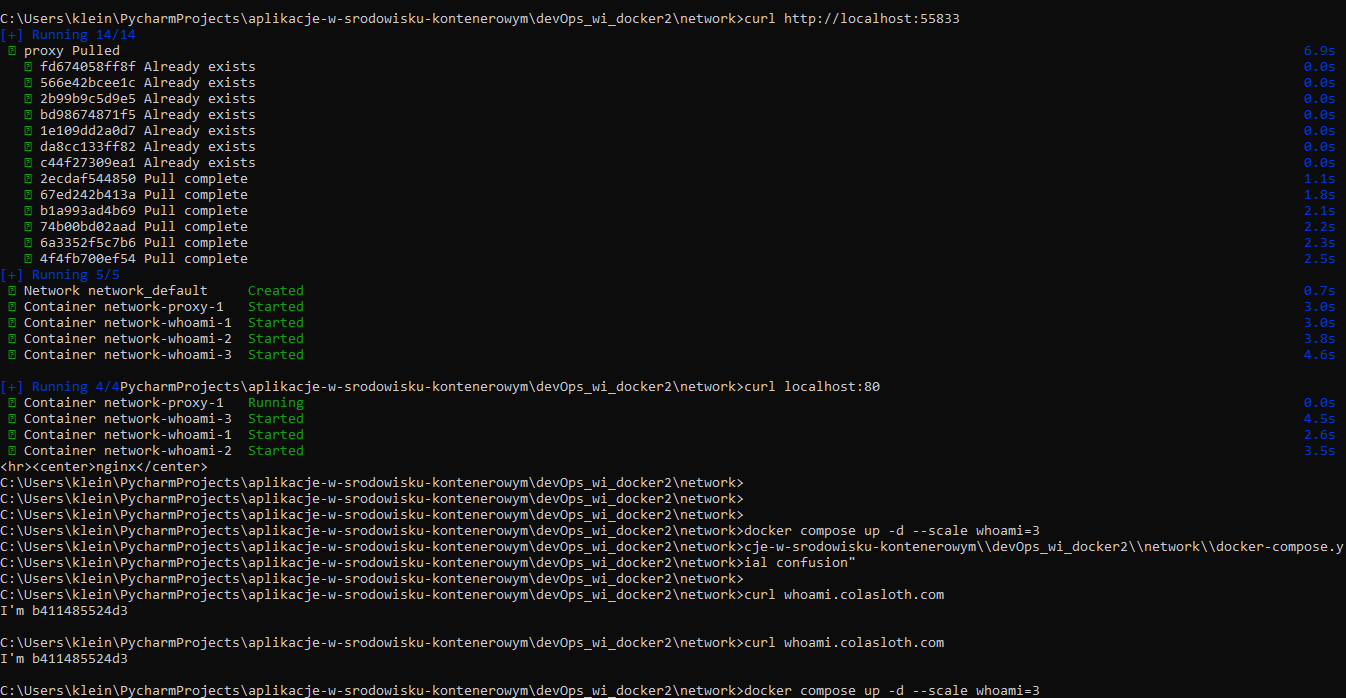 C:\Users\klein\PycharmProjects\aplikacje-w-srodowisku-kontenerowym\devOps_wi_docker2\network>curl http://localhost:55833
[+] Running 14/14
proxy Pulled 6.9s
fd674058ff8f Already exists 0.0s
566e42bcee1c Already exists 0.0s
2b99b9c5d9e5 Already exists 0.0s
bd98674871f5 Already exists 0.0s
1e109dd2a0d7 Already exists 0.0s
da8cc133ff82 Already exists 0.0s
c44f27309ea1 Already exists 0.0s
2ecdaf544850 Pull complete 1.1s
67ed242b413a Pull complete 1.8s
b1a993ad4b69 Pull complete 2.1s
74b00bd02aad Pull complete 2.2s
6a3352f5c7b6 Pull complete 2.3s
4f4fb700ef54 Pull complete 2.5s
[+] Running 5/5
Network network_default Created 0.7s
Container network-proxy-1 Started 3.0s
Container network-whoami-1 Started 3.0s
Container network-whoami-2 Started 3.8s
Container network-whoami-3 Started 4.6s
[+] Running 4/4PycharmProjects\aplikacje-w-srodowisku-kontenerowym\devOps_wi_docker2\network>curl localhost:80
Container network-proxy-1 Running 0.0s
Container network-whoami-3 Started 4.5s
Container network-whoami-1 Started 2.6s
Container network-whoami-2 Started 3.5s
<hr><center>nginx</center>
C:\Users\klein\PycharmProjects\aplikacje-w-srodowisku-kontenerowym\devOps_wi_docker2\network>
C:\Users\klein\PycharmProjects\aplikacje-w-srodowisku-kontenerowym\devOps_wi_docker2\network>
C:\Users\klein\PycharmProjects\aplikacje-w-srodowisku-kontenerowym\devOps_wi_docker2\network>
C:\Users\klein\PycharmProjects\aplikacje-w-srodowisku-kontenerowym\devOps_wi_docker2\network>docker compose up -d --scale whoami=3
C:\Users\klein\PycharmProjects\aplikacje-w-srodowisku-kontenerowym\devOps_wi_docker2\network>cje-w-srodowisku-kontenerowym\\devOps_wi_docker2\\network\\docker-compose.y
C:\Users\klein\PycharmProjects\aplikacje-w-srodowisku-kontenerowym\devOps_wi_docker2\network>ial confusion"
C:\Users\klein\PycharmProjects\aplikacje-w-srodowisku-kontenerowym\devOps_wi_docker2\network>
C:\Users\klein\PycharmProjects\aplikacje-w-srodowisku-kontenerowym\devOps_wi_docker2\network>curl whoami.colasloth.com
I'm b411485524d3
C:\Users\klein\PycharmProjects\aplikacje-w-srodowisku-kontenerowym\devOps_wi_docker2\network>curl whoami.colasloth.com
I'm b411485524d3
C:\Users\klein\PycharmProjects\aplikacje-w-srodowisku-kontenerowym\devOps_wi_docker2\network>docker compose up -d --scale whoami=3